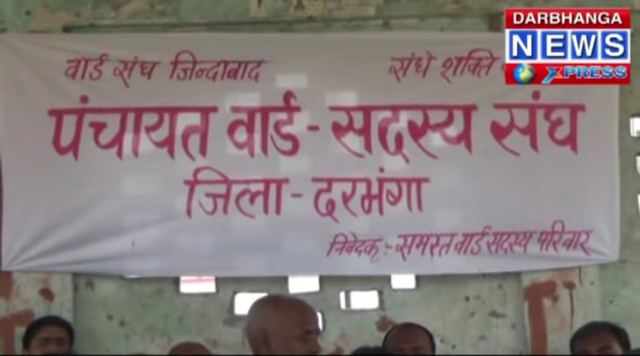 DARBHANGA
NEWS
XPRESS
वार्ड संघ जिन्दाबाद संघे शक्ति
पंचायत वार्ड - सदस्य संघ
जिला - दरभंगा
निवेदक :- समस्त वार्ड सदस्य परिवार